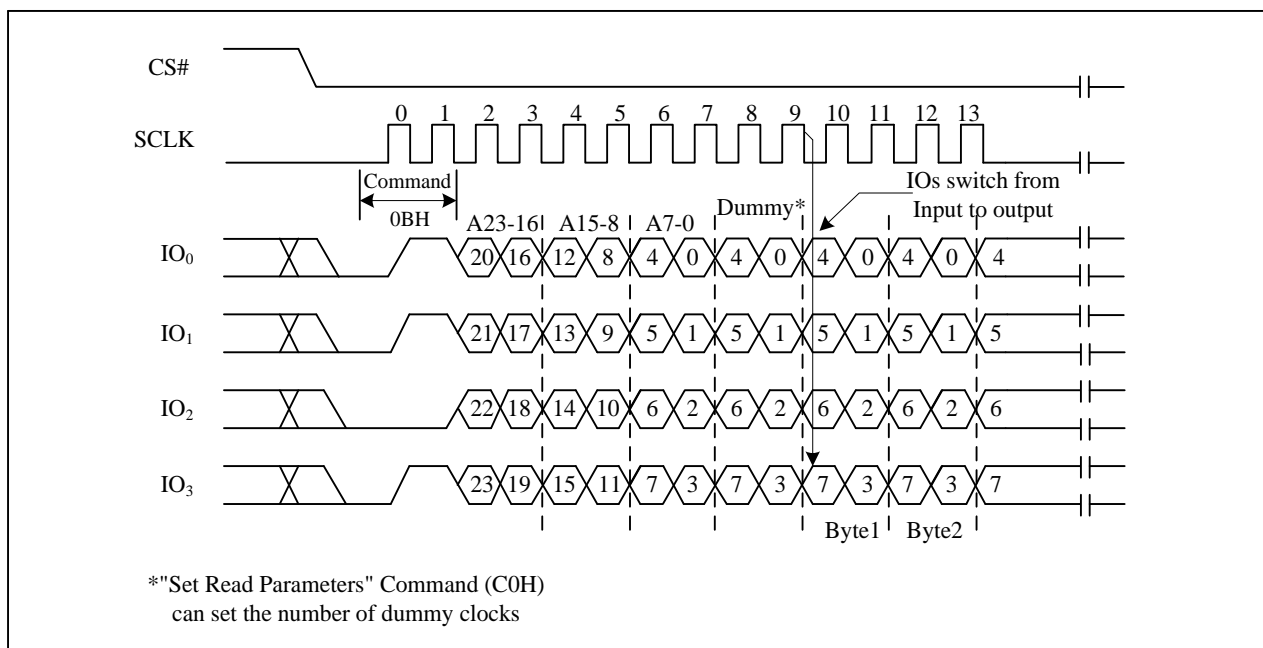 CS#
0 1 2 3 4 5 6 7 8 9 10 11 12 13
SCLK
Command
IOs switch from
0BH
Dummy*
Input to output
A23-16 A15-8 A7-0
IO0 20 16 12 8 4 0 4 0 4 0 4 0 4
IO1 21 17 13 9 5 1 5 1 5 1 5 1 5
IO2 22 18 14 10 6 2 6 2 6 2 6 2 6
IO3 23 19 15 11 7 3 7 3 7 3 7 3 7
Byte1 Byte2
*"Set Read Parameters" Command (C0H)
can set the number of dummy clocks